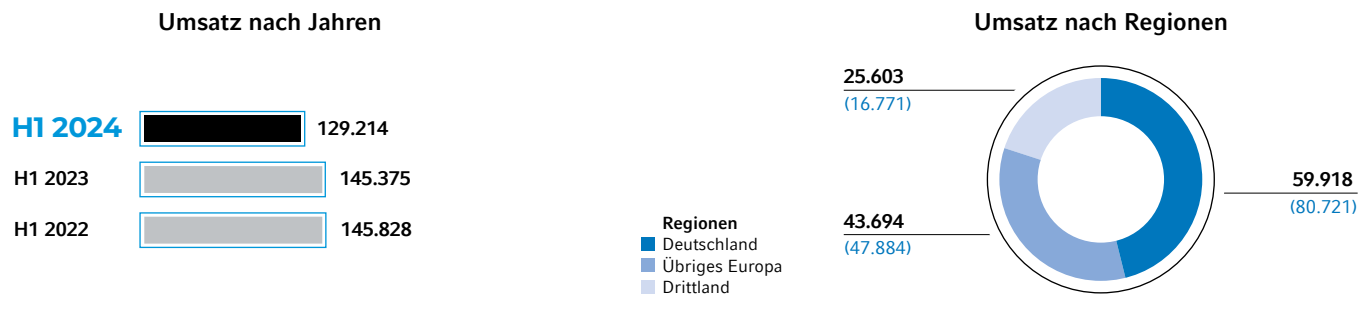 Umsatz nach Jahren
H1 2024
129.214
H1 2023
145.375
H1 2022
145.828
Umsatz nach Regionen
25.603
(16.771)
59.918
(80.721)
43.694
(47.884)
Regionen
Deutschland
Übriges Europa
Drittland